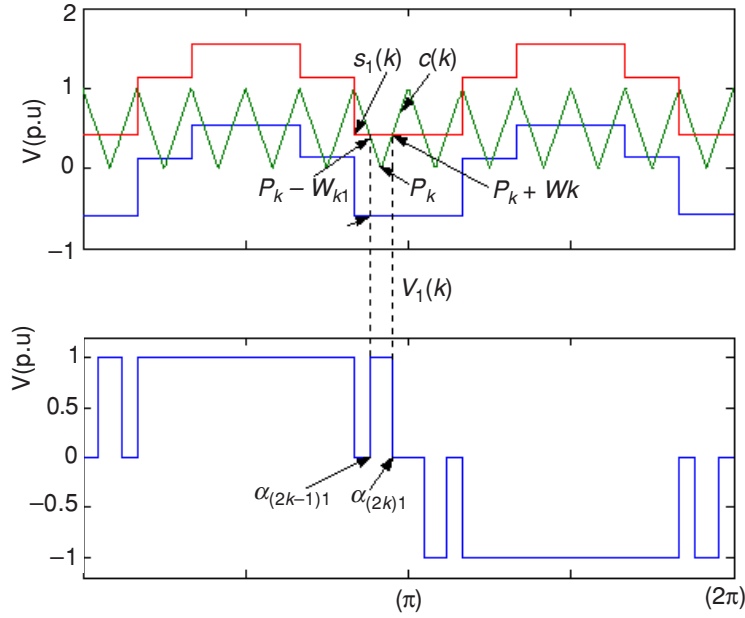 V(p.u)
2
1
0
−1
s₁(k)
c(k)
Pₖ − Wₖ₁
Pₖ
Pₖ + Wk
V₁(k)
V(p.u)
1
0.5
0
−0.5
−1
α₍₂ₖ₋₁₎₁
α₍₂ₖ₎₁
(π)
(2π)